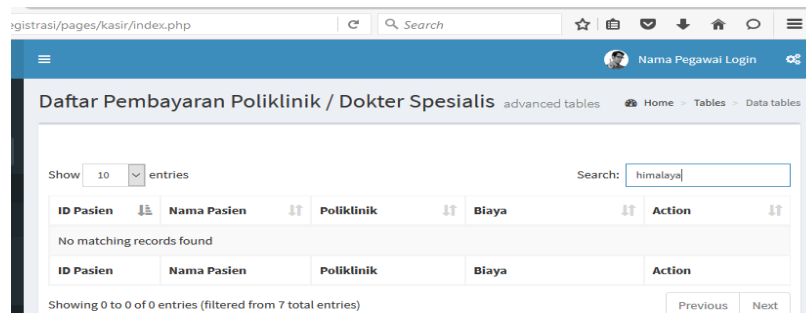 egistrasi/pages/kasir/index.php Search
Nama Pegawai Login
Daftar Pembayaran Poliklinik / Dokter Spesialis advanced tables Home > Tables > Data tables
Show 10 entries Search: himalaya
ID Pasien Nama Pasien Poliklinik Biaya Action
No matching records found
ID Pasien Nama Pasien Poliklinik Biaya Action
Showing 0 to 0 of 0 entries (filtered from 7 total entries) Previous Next